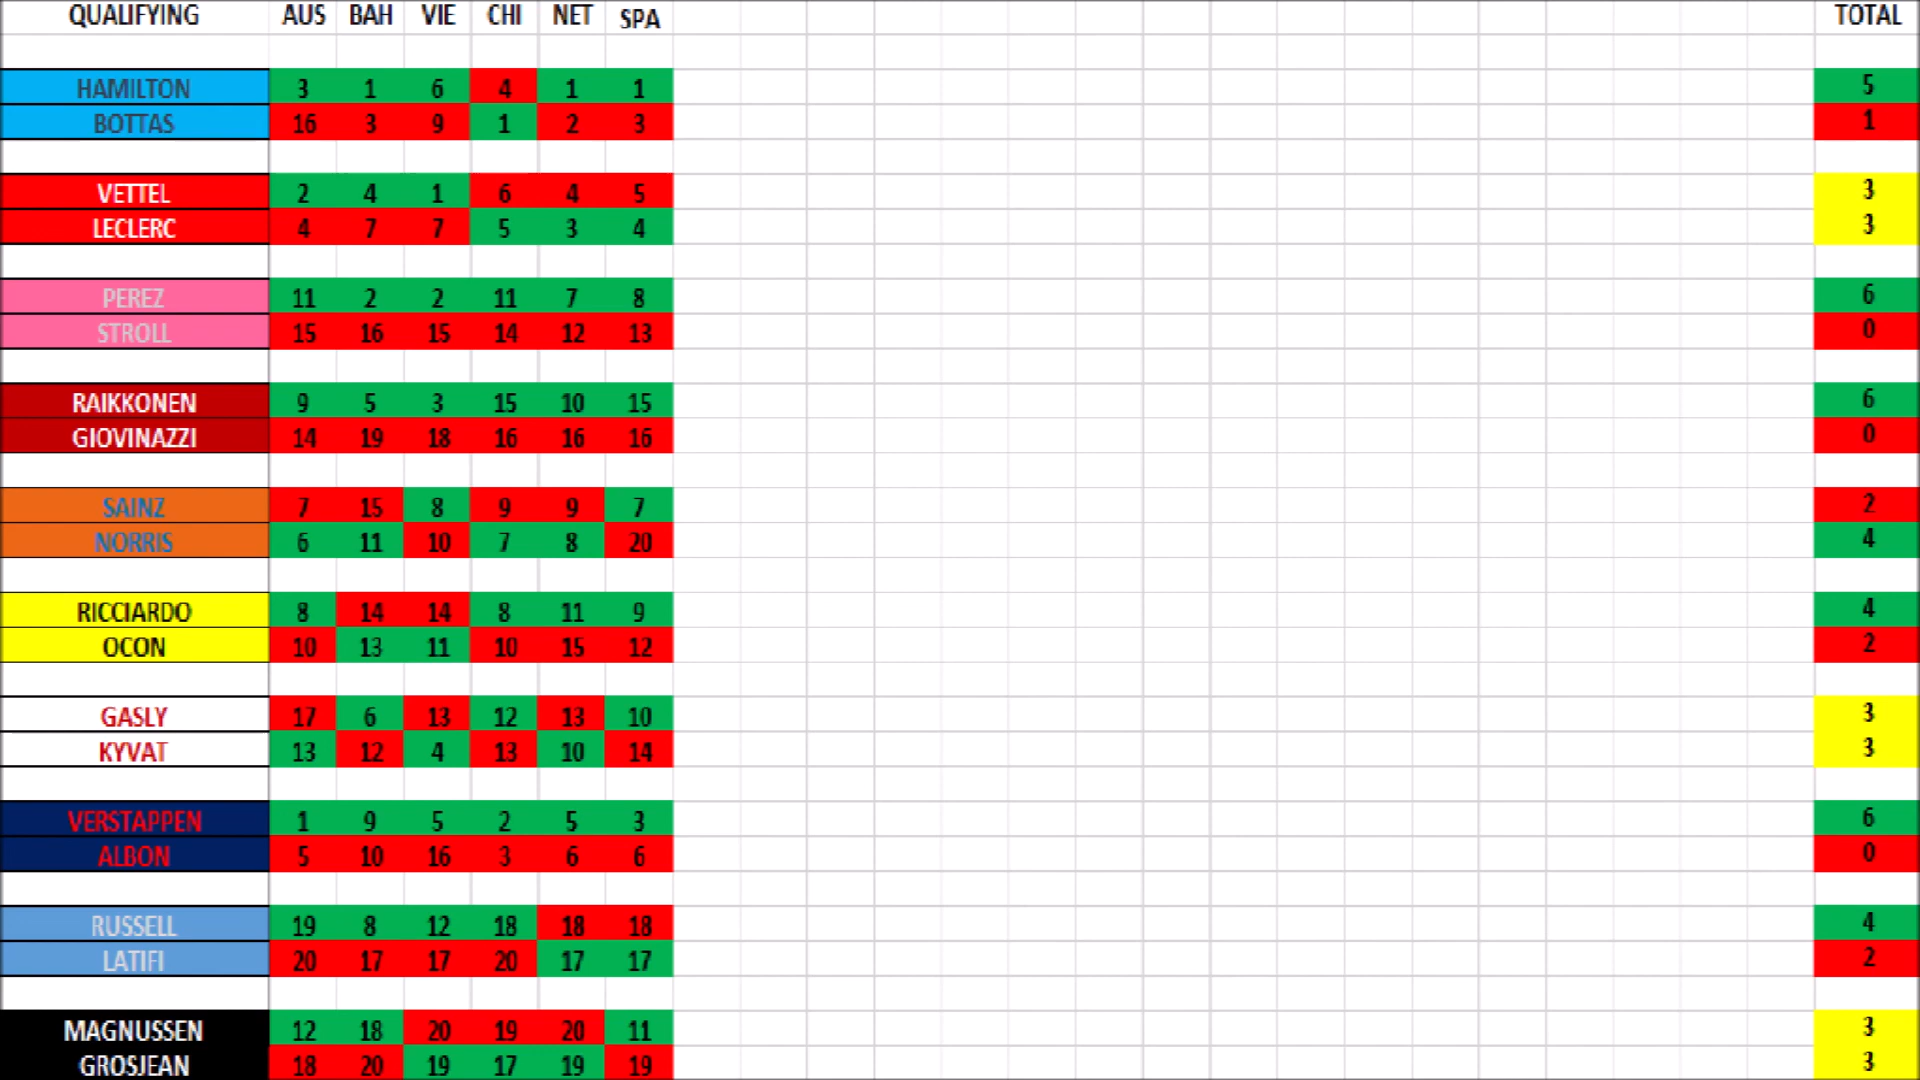 QUALIFYING AUS BAH VIE CHI NET SPA TOTAL
HAMILTON 3 1 6 4 1 1 5
BOTTAS 16 3 9 1 2 3 1
VETTEL 2 4 1 6 4 5 3
LECLERC 4 7 7 5 3 4 3
PEREZ 11 2 2 11 7 8 6
STROLL 15 16 15 14 12 13 0
RAIKKONEN 9 5 3 15 10 15 6
GIOVINAZZI 14 19 18 16 16 16 0
SAINZ 7 15 8 9 9 7 2
NORRIS 6 11 10 7 8 20 4
RICCIARDO 8 14 14 8 11 9 4
OCON 10 13 11 10 15 12 2
GASLY 17 6 13 12 13 10 3
KYVAT 13 12 4 13 10 14 3
VERSTAPPEN 1 9 5 2 5 3 6
ALBON 5 10 16 3 6 6 0
RUSSELL 19 8 12 18 18 18 4
LATIFI 20 17 17 20 17 17 2
MAGNUSSEN 12 18 20 19 20 11 3
GROSJEAN 18 20 19 17 19 19 3